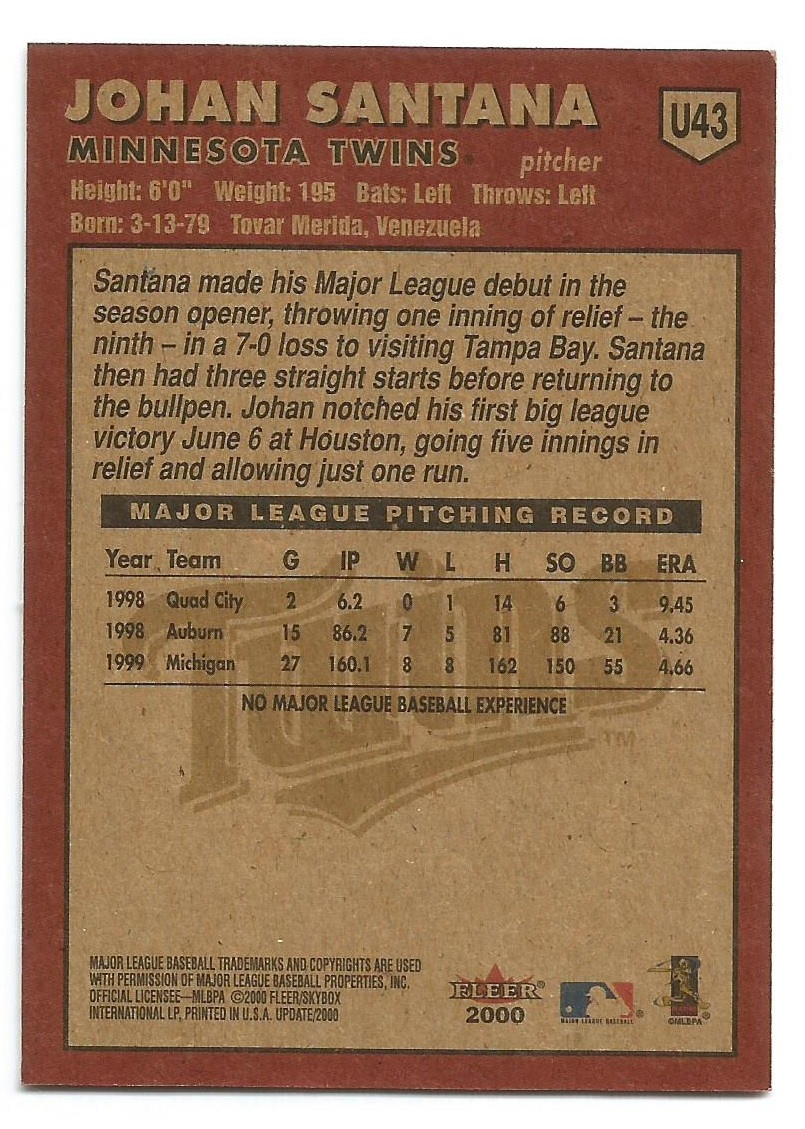 JOHAN SANTANA
U43
MINNESOTA TWINS pitcher
Height: 6'0" Weight: 195 Bats: Left Throws: Left
Born: 3-13-79 Tovar Merida, Venezuela
Santana made his Major League debut in the
season opener, throwing one inning of relief – the
ninth – in a 7-0 loss to visiting Tampa Bay. Santana
then had three straight starts before returning to
the bullpen. Johan notched his first big league
victory June 6 at Houston, going five innings in
relief and allowing just one run.
MAJOR LEAGUE PITCHING RECORD
Year Team G IP W L H SO BB ERA
1998 Quad City 2 6.2 0 1 14 6 3 9.45
1998 Auburn 15 86.2 7 5 81 88 21 4.36
1999 Michigan 27 160.1 8 8 162 150 55 4.66
NO MAJOR LEAGUE BASEBALL EXPERIENCE
Twins TM
MAJOR LEAGUE BASEBALL TRADEMARKS AND COPYRIGHTS ARE USED
WITH PERMISSION OF MAJOR LEAGUE BASEBALL PROPERTIES, INC.
OFFICIAL LICENSEE—MLBPA ©2000 FLEER/SKYBOX
INTERNATIONAL LP. PRINTED IN U.S.A. UPDATE/2000
FLEER®
2000
MAJOR LEAGUE BASEBALL®
©MLBPA®